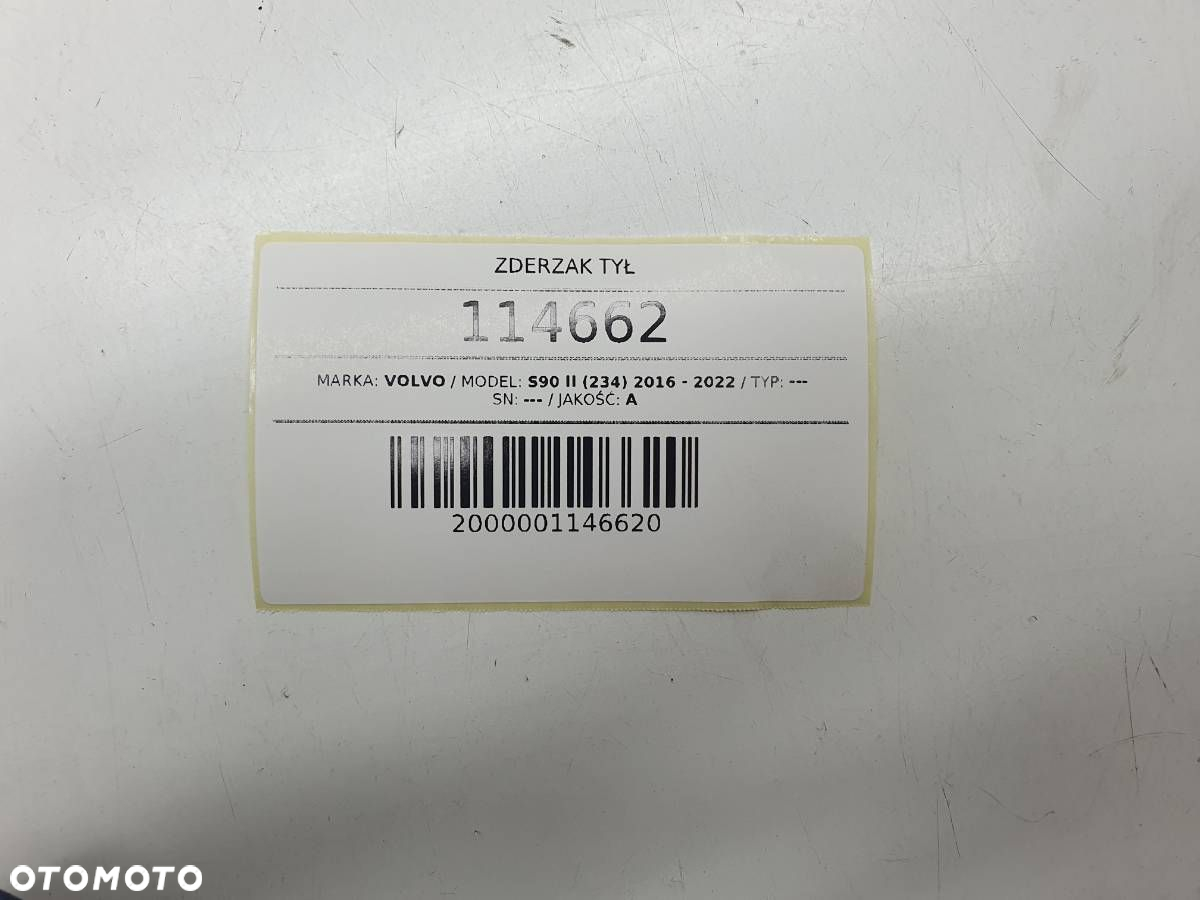 ZDERZAK TYŁ
114662
MARKA: VOLVO / MODEL: S90 II (234) 2016 - 2022 / TYP: ---
SN: --- / JAKOŚĆ: A
2000001146620
OTOMOTO